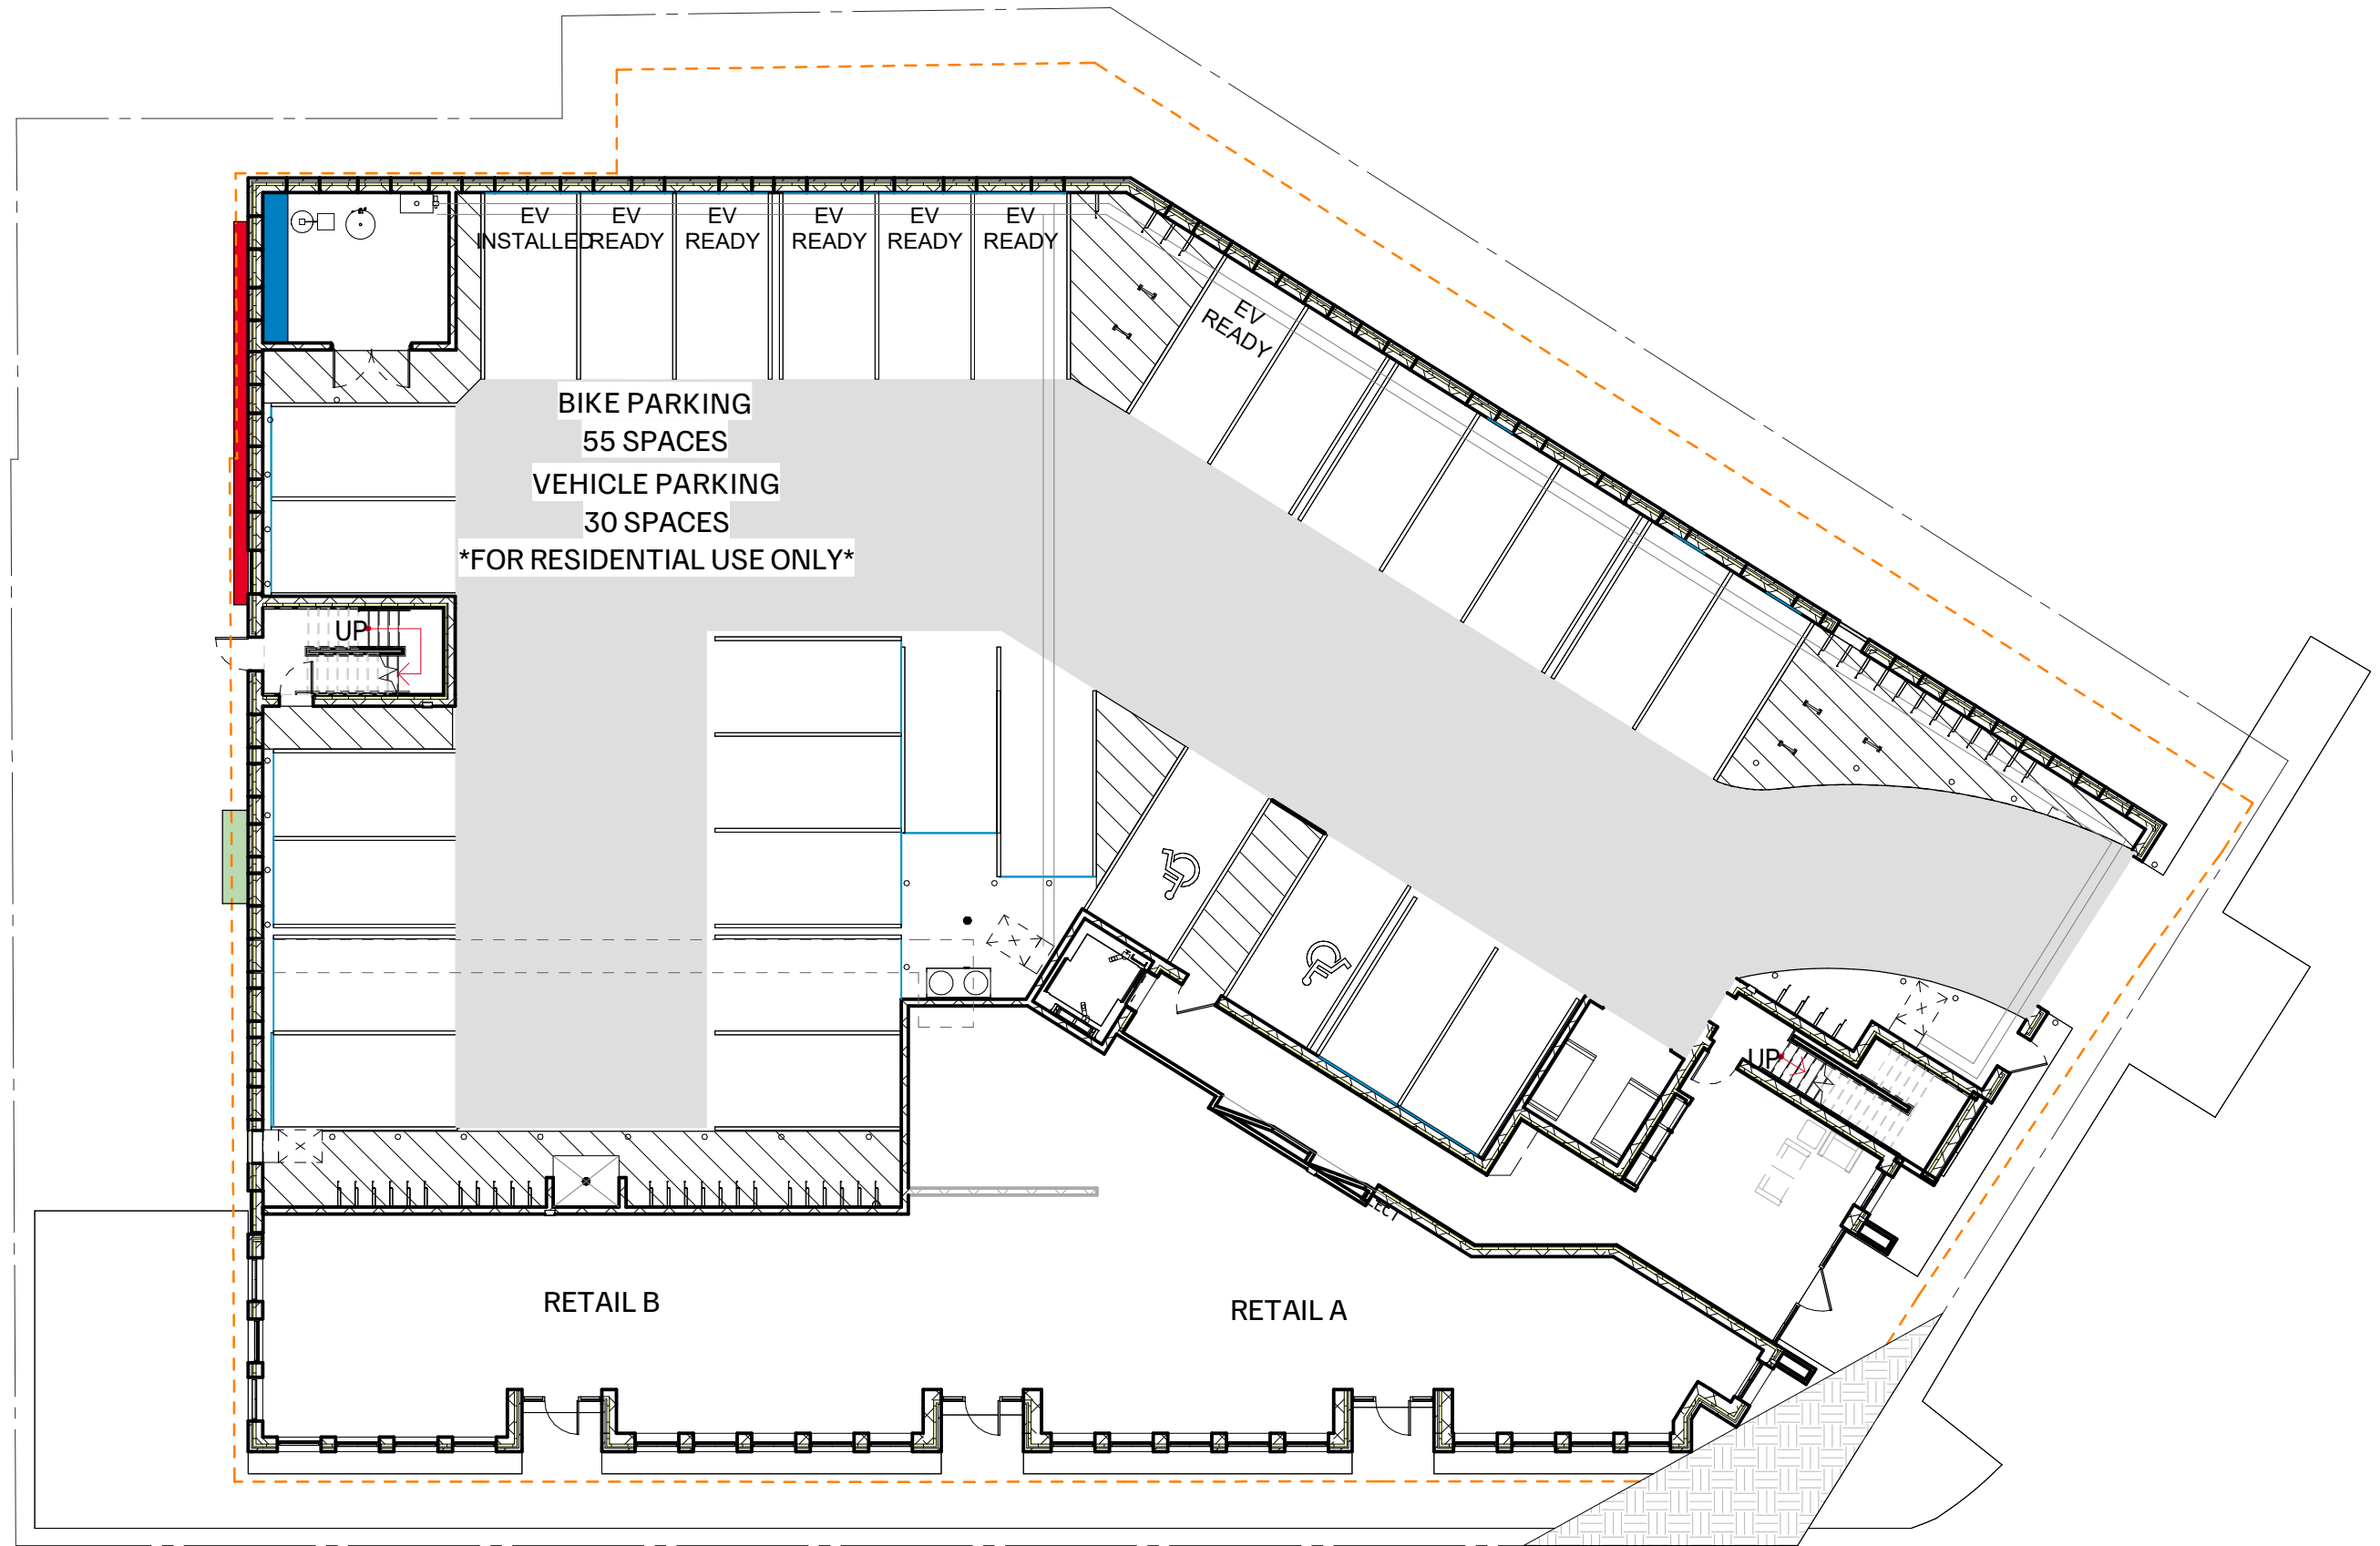 EV
INSTALLED
EV
READY
EV
READY
EV
READY
EV
READY
EV
READY
EV
READY
BIKE PARKING
55 SPACES
VEHICLE PARKING
30 SPACES
*FOR RESIDENTIAL USE ONLY*
UP
UP
RETAIL B
RETAIL A